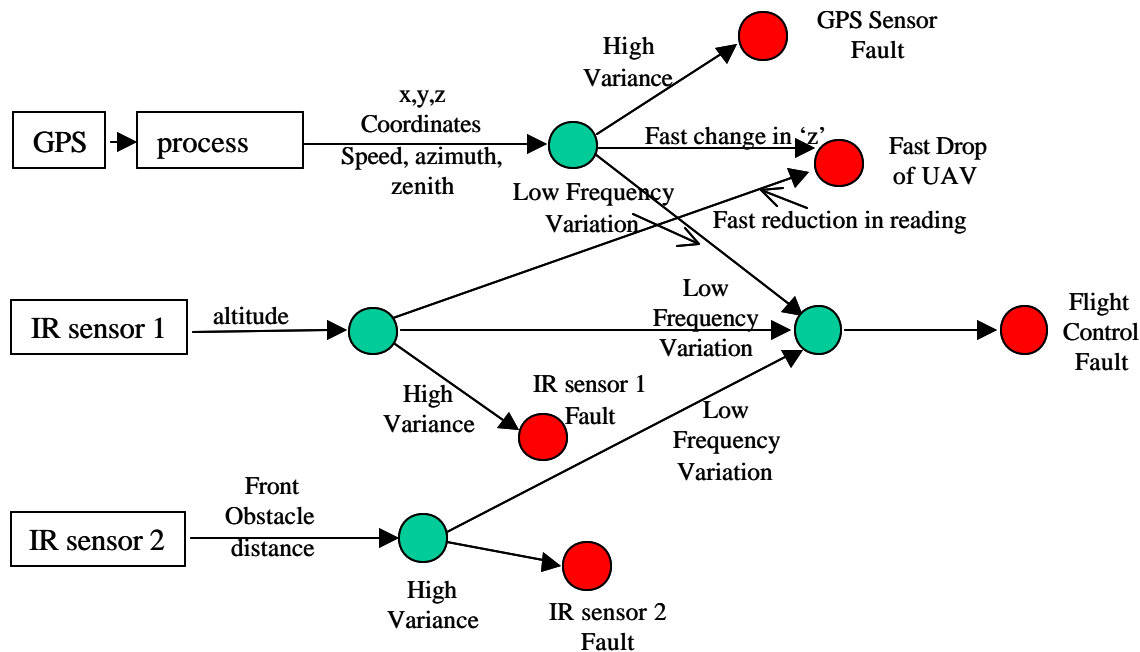 GPS Sensor
Fault
High
Variance
x,y,z
Coordinates
Speed, azimuth,
zenith
GPS
process
Fast change in ‘z’
Fast Drop
of UAV
Low Frequency
Variation
Fast reduction in reading
IR sensor 1
altitude
Low
Frequency
Variation
Flight
Control
Fault
High
Variance
IR sensor 1
Fault
Low
Frequency
Variation
Front
Obstacle
distance
IR sensor 2
High
Variance
IR sensor 2
Fault